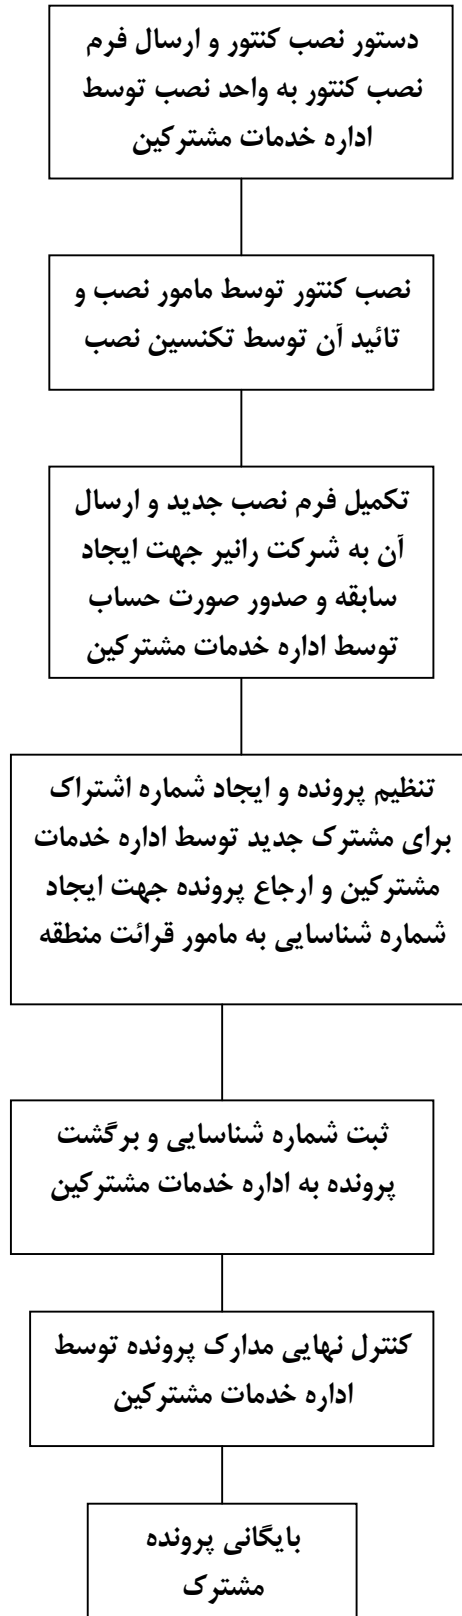 دستور نصب کنتور و ارسال فرم
نصب کنتور به واحد نصب توسط
اداره خدمات مشترکین
نصب کنتور توسط مامور نصب و
تائید آن توسط تکنسین نصب
تکمیل فرم نصب جدید و ارسال
آن به شرکت رانیر جهت ایجاد
سابقه و صدور صورت حساب
توسط اداره خدمات مشترکین
تنظیم پرونده و ایجاد شماره اشتراک
برای مشترک جدید توسط اداره خدمات
مشترکین و ارجاع پرونده جهت ایجاد
شماره شناسایی به مامور قرائت منطقه
ثبت شماره شناسایی و برگشت
پرونده به اداره خدمات مشترکین
کنترل نهایی مدارک پرونده توسط
اداره خدمات مشترکین
بایگانی پرونده
مشترک